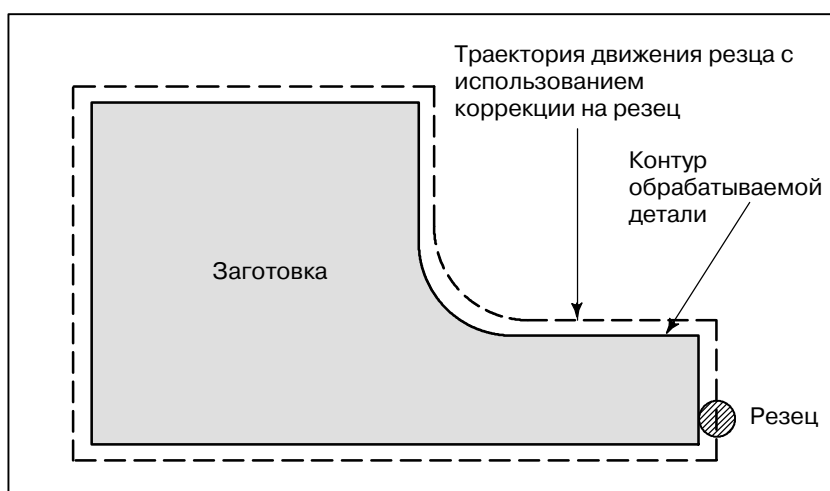 Траектория движения резца с
использованием
коррекции на резец
Контур
обрабатываемой
детали
Заготовка
Резец